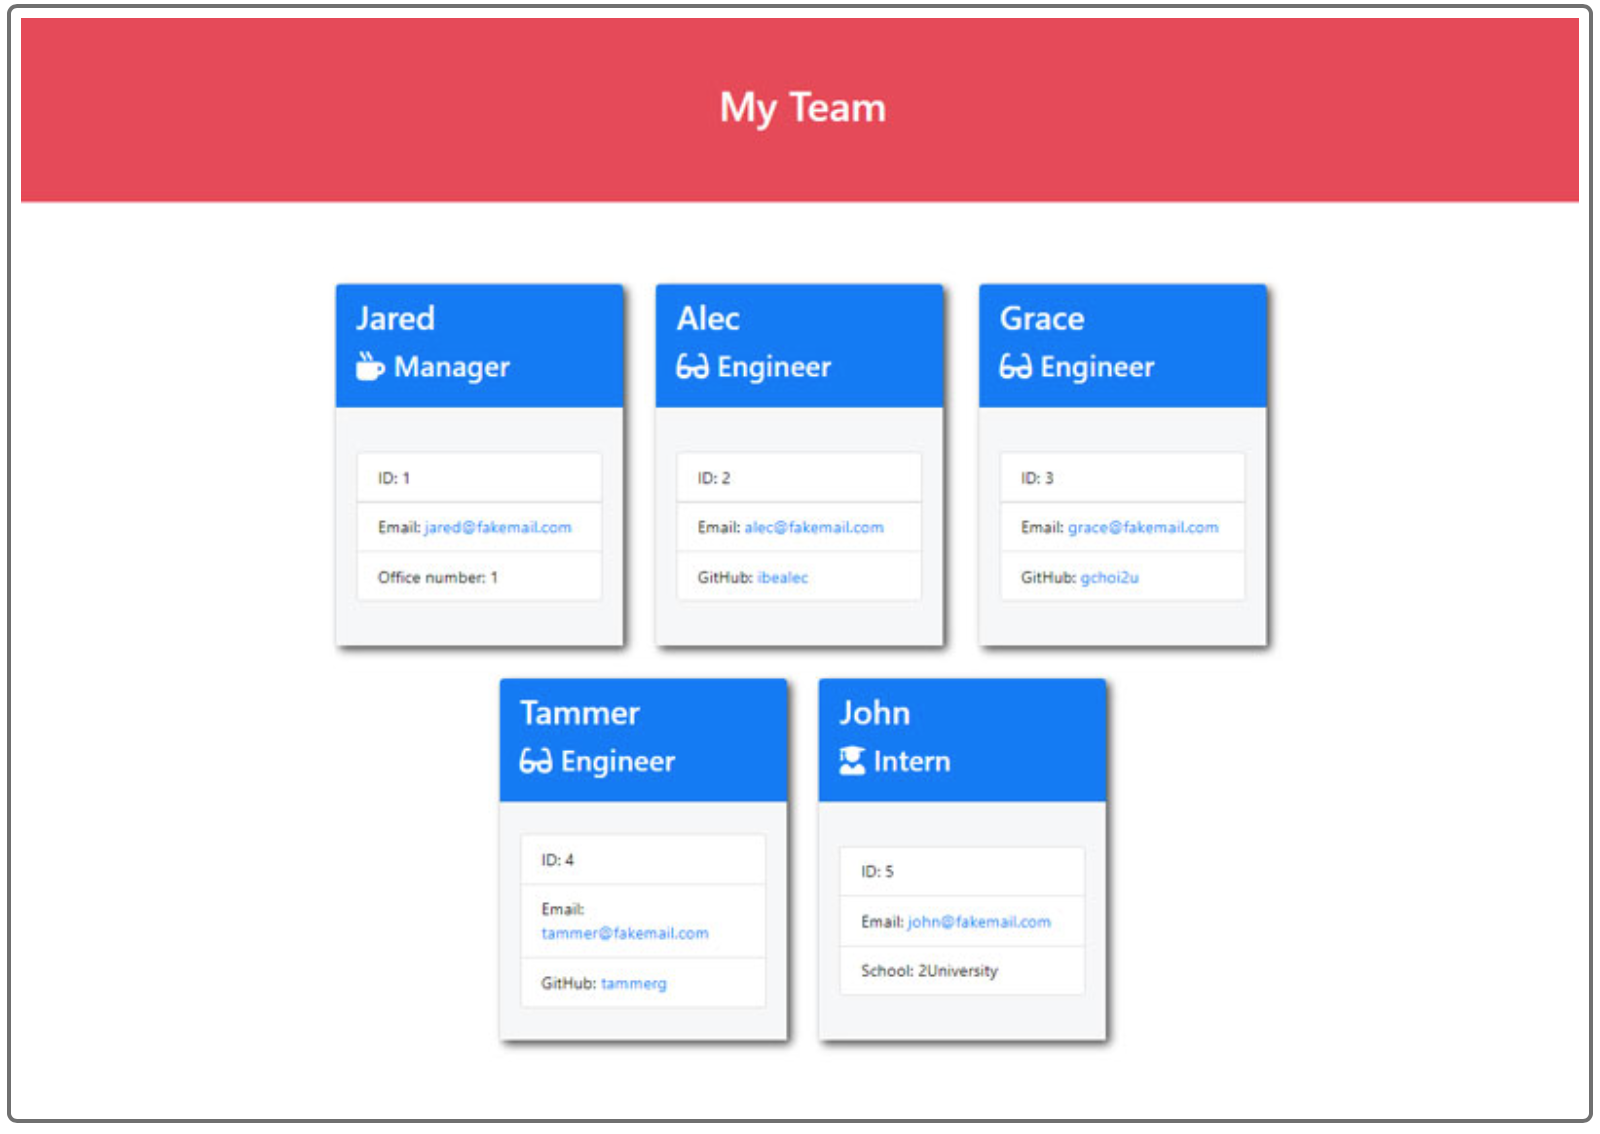 My Team
Jared
Manager
ID: 1
Email: jared@fakemail.com
Office number: 1
Alec
Engineer
ID: 2
Email: alec@fakemail.com
GitHub: ibealec
Grace
Engineer
ID: 3
Email: grace@fakemail.com
GitHub: gchoi2u
Tammer
Engineer
ID: 4
Email:
tammer@fakemail.com
GitHub: tammerg
John
Intern
ID: 5
Email: john@fakemail.com
School: 2University